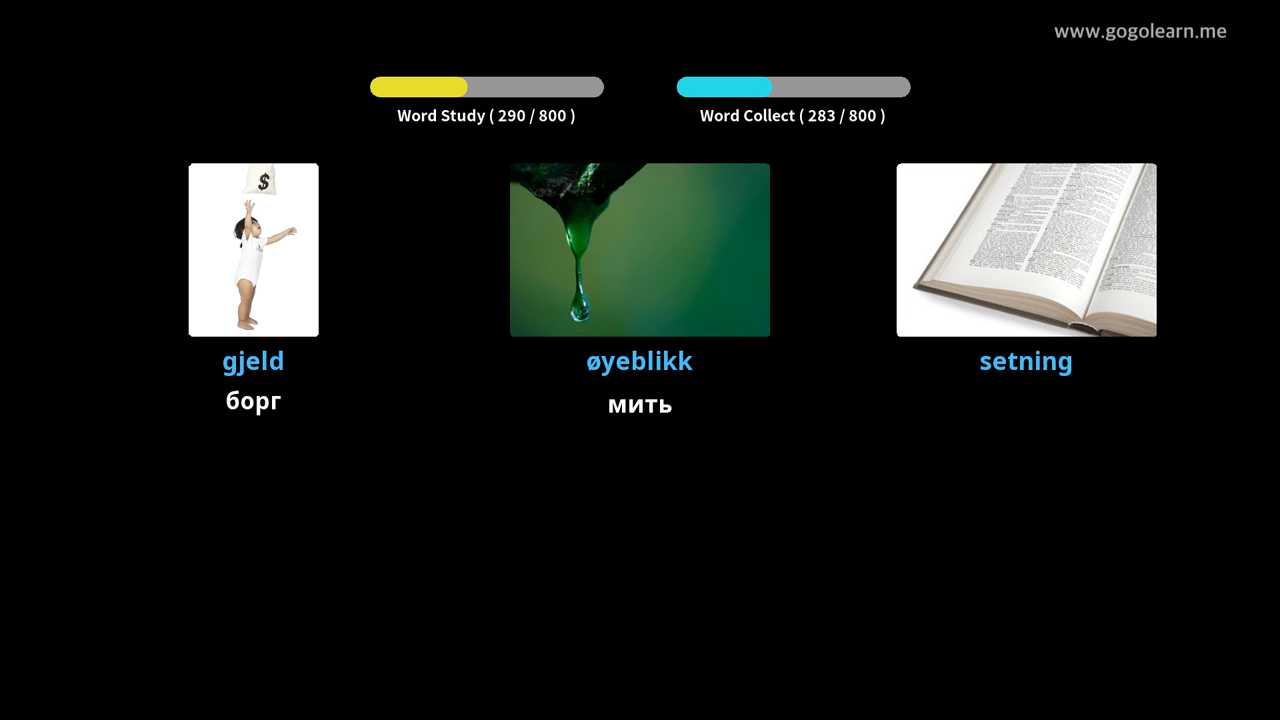 www.gogolearn.me
Word Study ( 290 / 800 )
Word Collect ( 283 / 800 )
$
gjeld
øyeblikk
setning
борг
мить